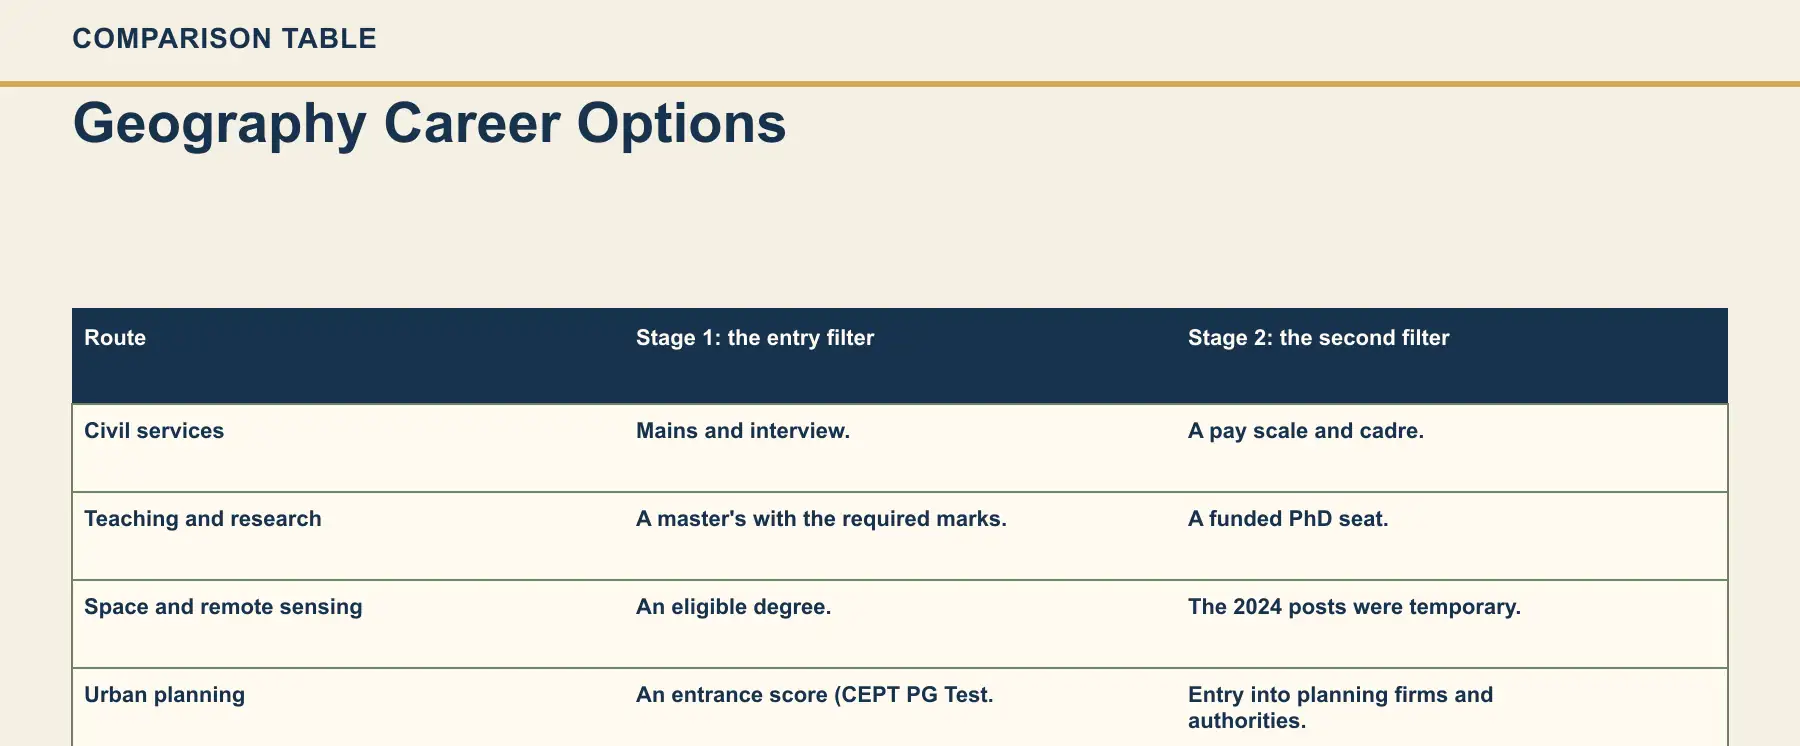 COMPARISON TABLE
Geography Career Options
Route
Stage 1: the entry filter
Stage 2: the second filter
Civil services
Mains and interview.
A pay scale and cadre.
Teaching and research
A master's with the required marks.
A funded PhD seat.
Space and remote sensing
An eligible degree.
The 2024 posts were temporary.
Urban planning
An entrance score (CEPT PG Test.
Entry into planning firms and
authorities.